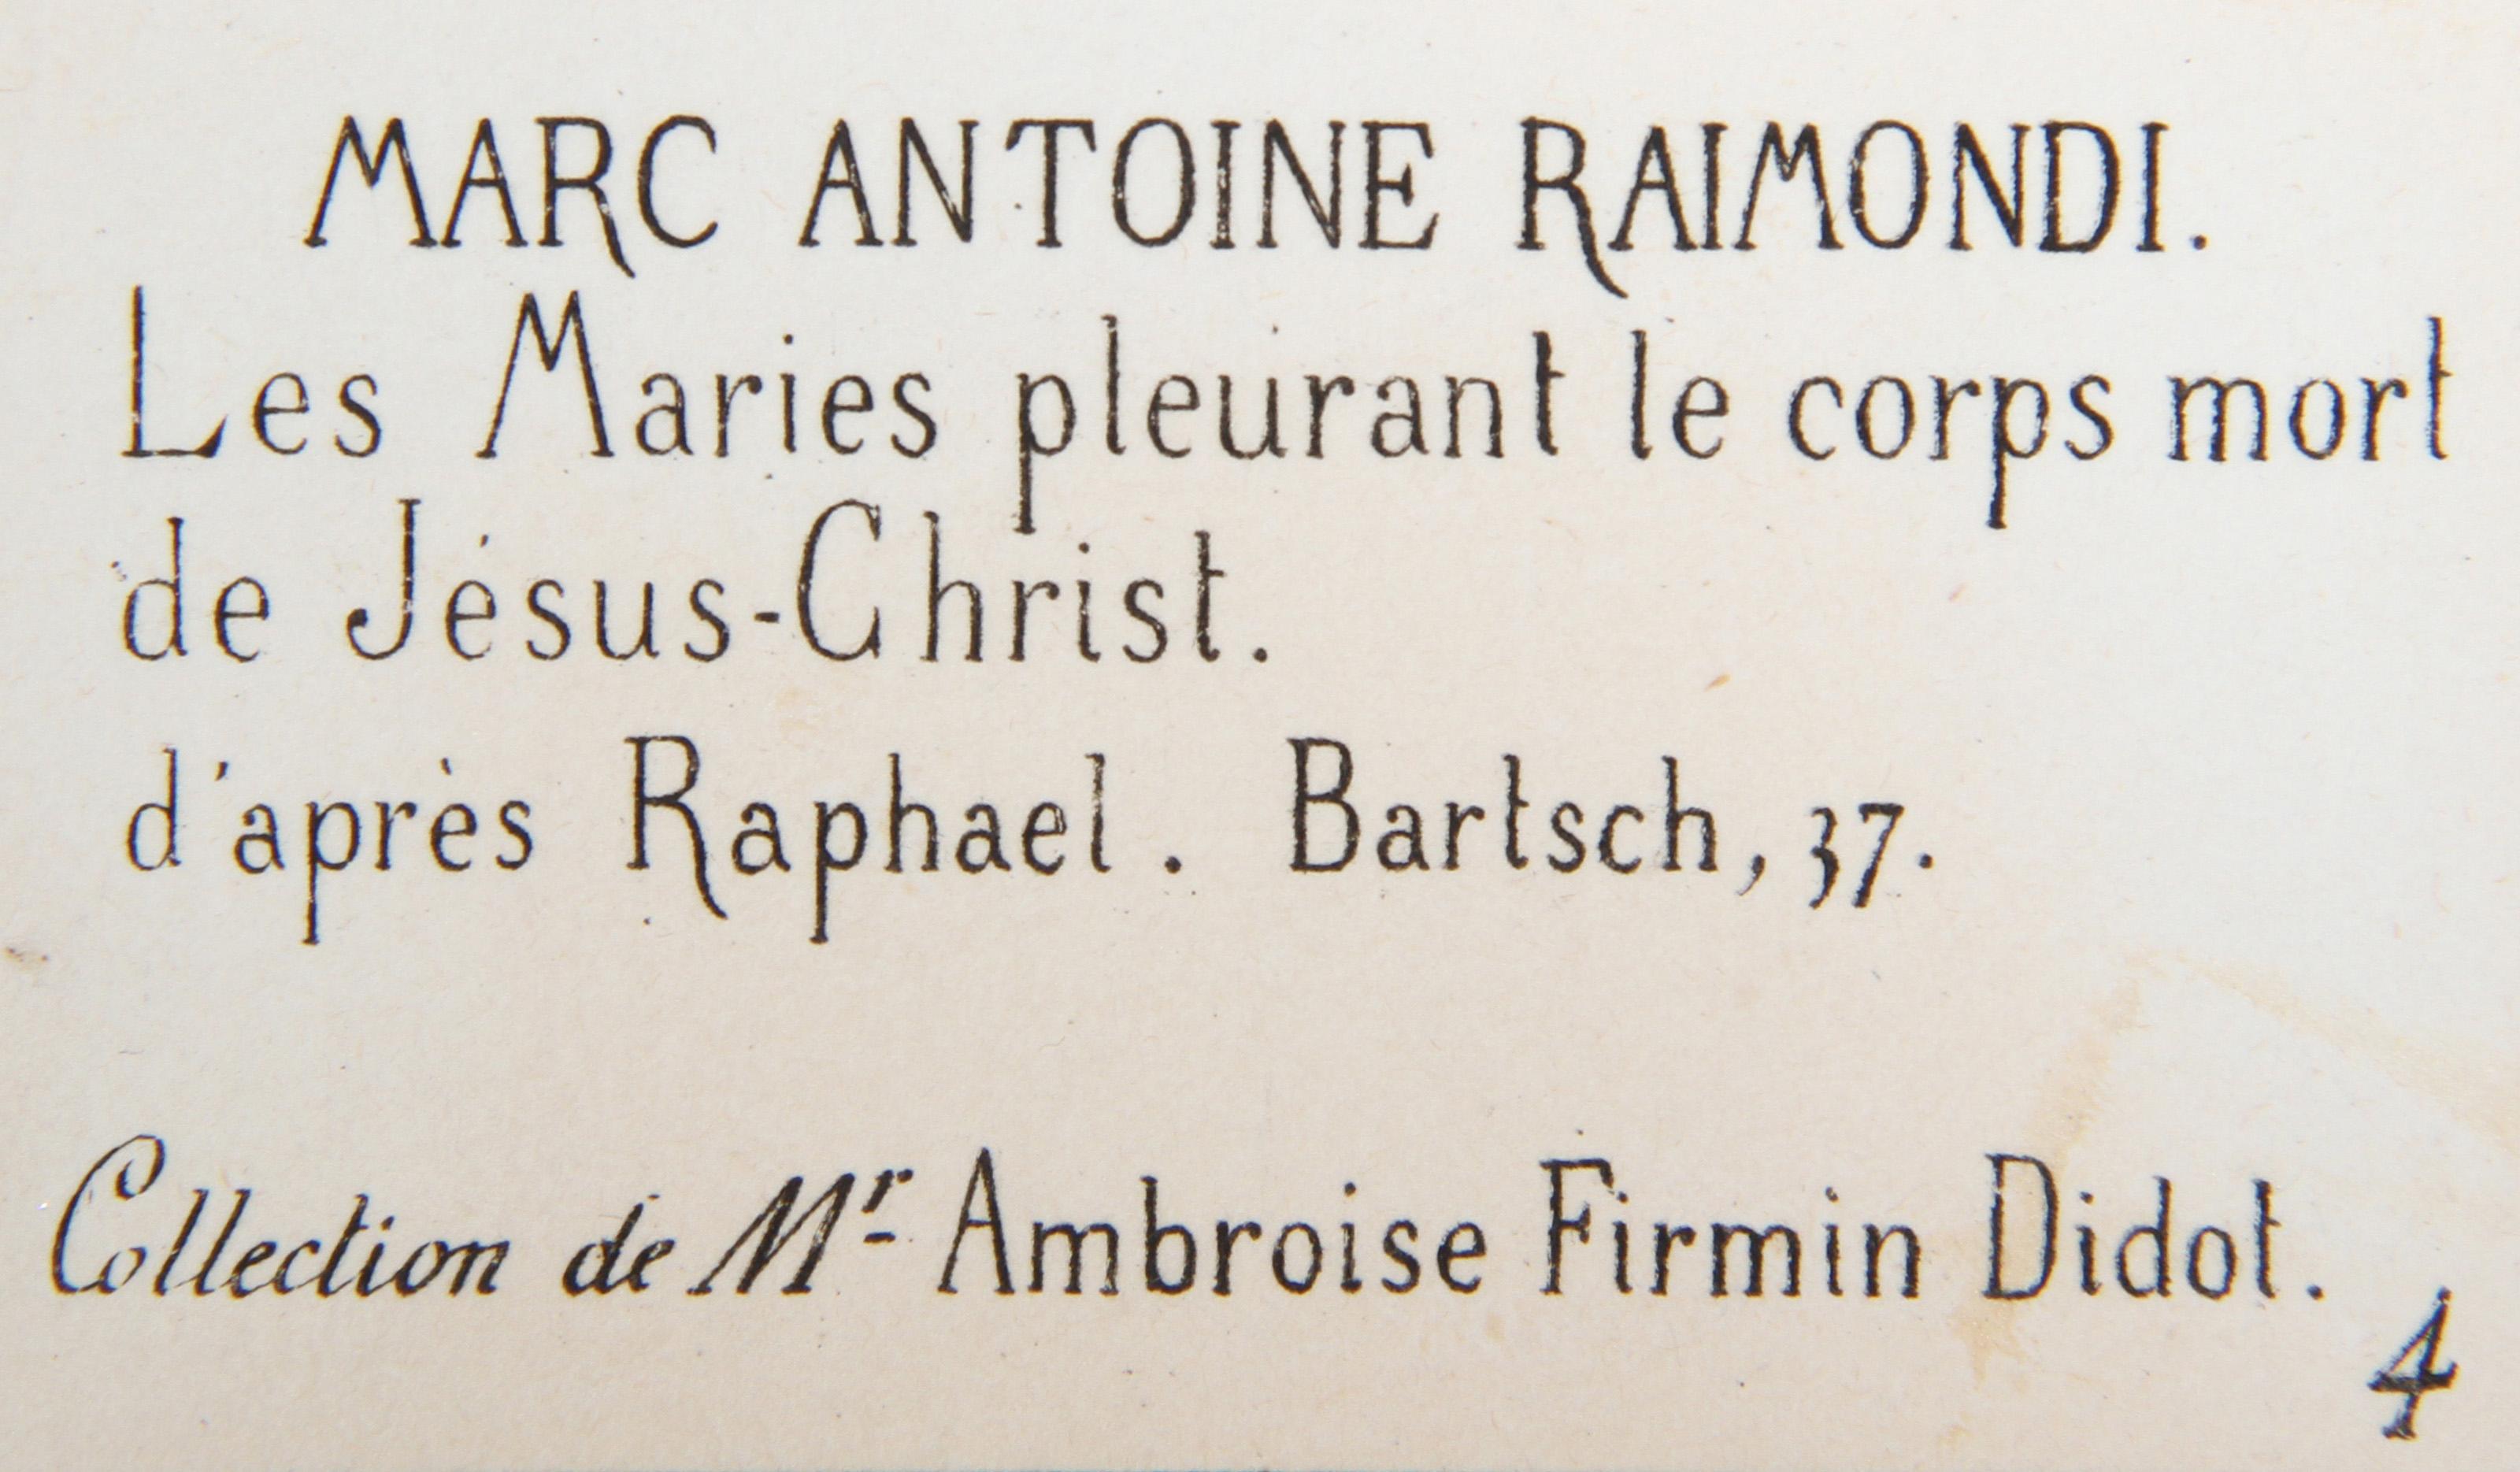 MARC ANTOINE RAIMONDI.
Les Maries pleurant le corps mort
de Jésus-Christ.
d'après Raphael. Bartsch, 37.
Collection de Mr Ambroise Firmin Didot.
4